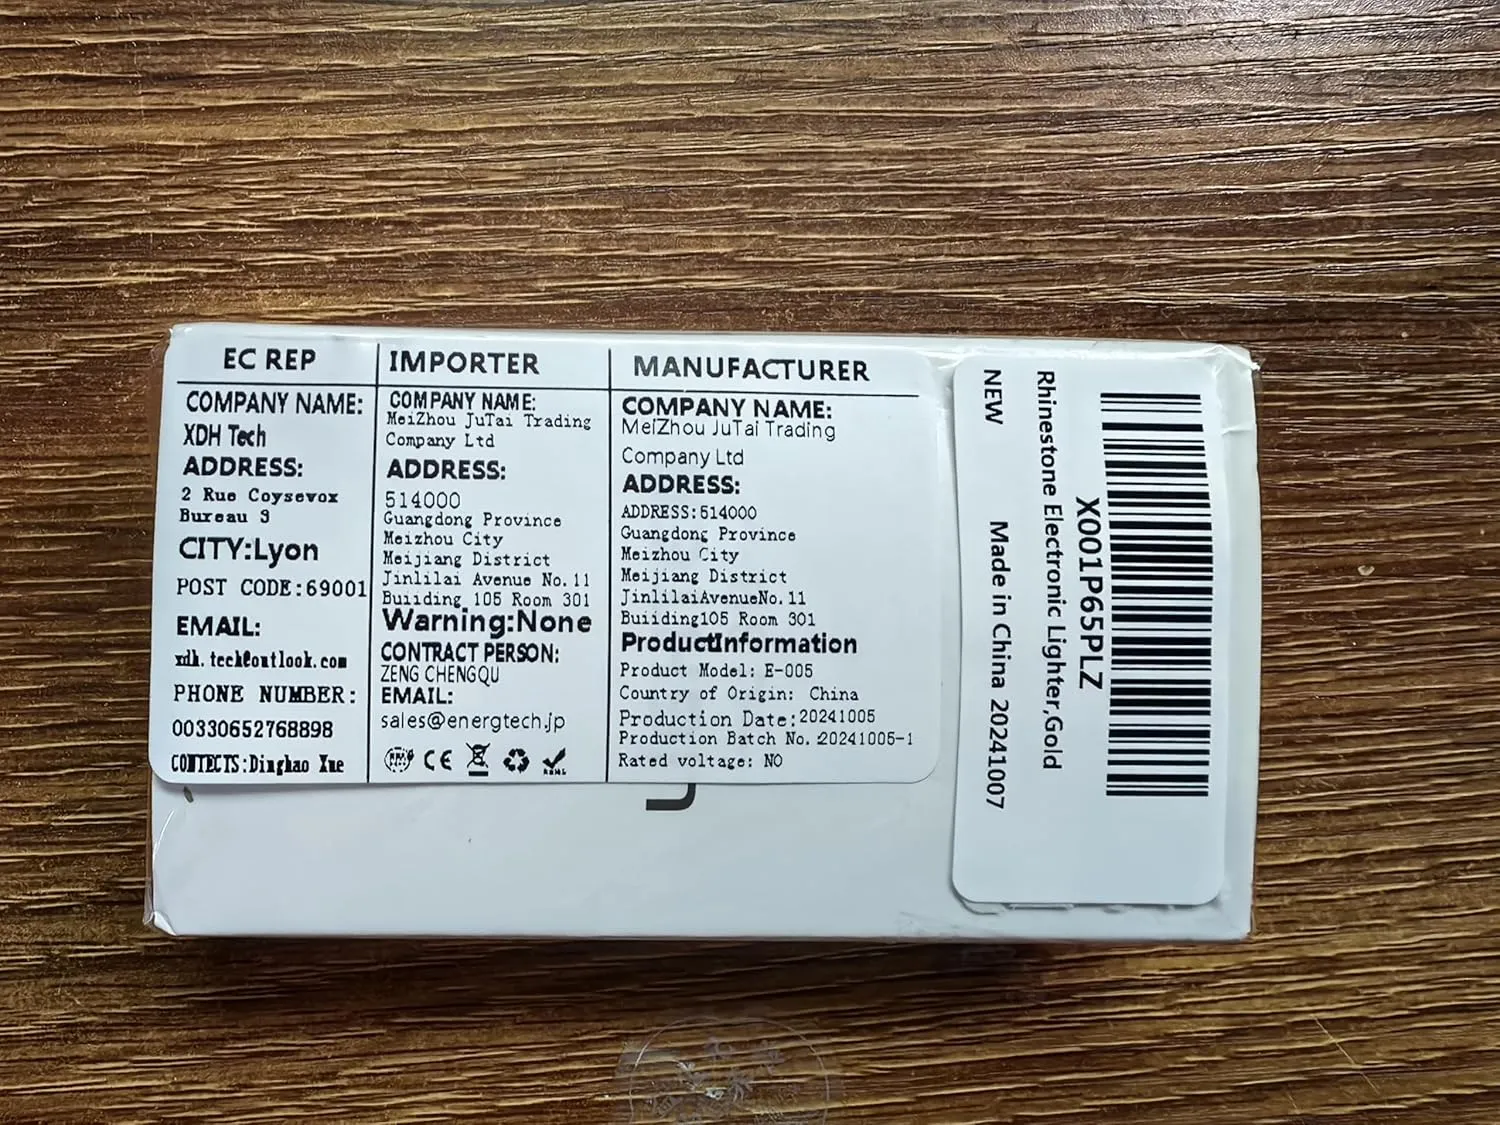 EC REP
COMPANY NAME:
XDH Tech
ADDRESS:
2 Rue Coysevox
Bureau 3
CITY:Lyon
POST CODE:69001
EMAIL:
xdh.tech@outlook.com
PHONE NUMBER:
00330652768898
CONTECTS:Dinghao Xue
IMPORTER
COMPANY NAME:
MeiZhou JuTai Trading
Company Ltd
ADDRESS:
514000
Guangdong Province
Meizhou City
Meijiang District
Jinlilai Avenue No.11
Buiiding 105 Room 301
Warning:None
CONTRACT PERSON:
ZENG CHENGQU
EMAIL:
sales@energtech.jp
CE
MANUFACTURER
COMPANY NAME:
MeiZhou JuTai Trading
Company Ltd
ADDRESS:
ADDRESS:514000
Guangdong Province
Meizhou City
Meijiang District
JinlilaiAvenueNo.11
Buiiding105 Room 301
ProductInformation
Product Model: E-005
Country of Origin: China
Production Date:20241005
Production Batch No.:20241005-1
Rated voltage: NO
X001P65PLZ
Rhinestone Electronic Lighter,Gold
NEW Made in China 20241007